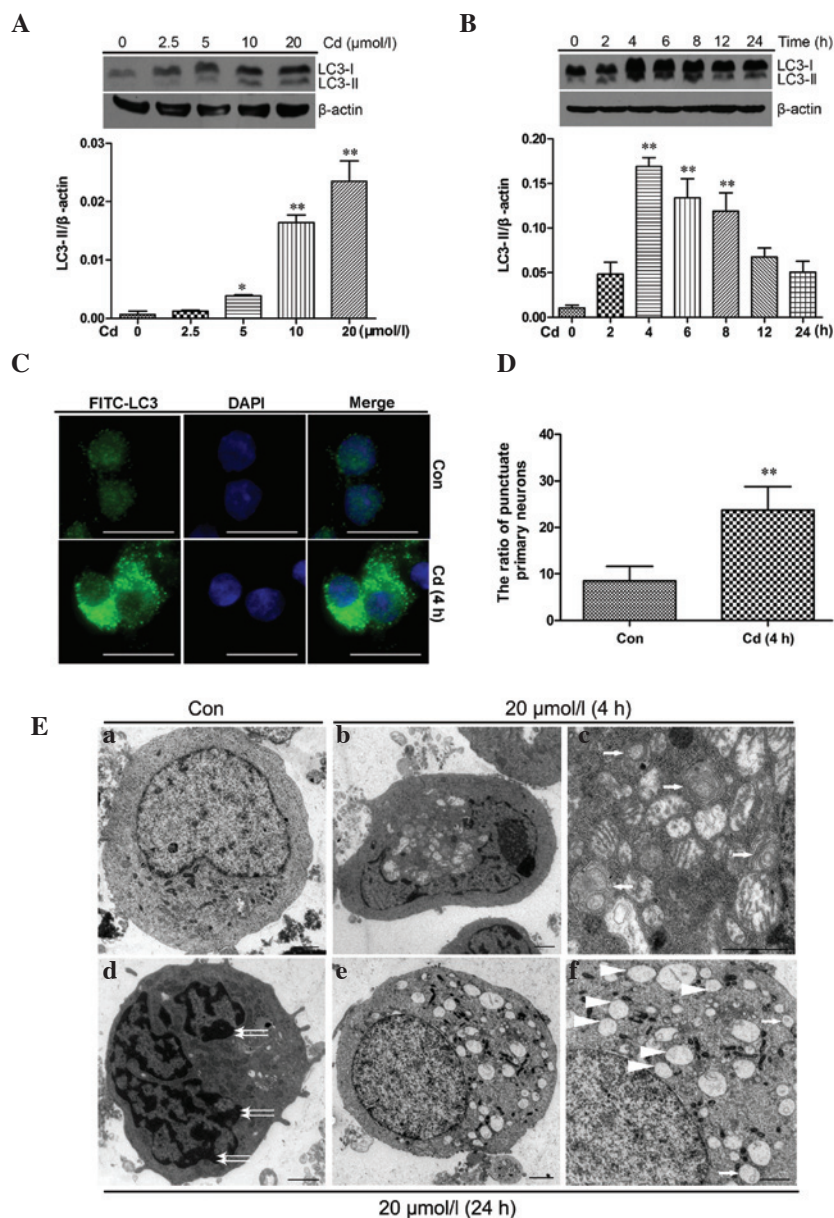 A
0 2.5 5 10 20 Cd (μmol/l)
LC3-I
LC3-II
β-actin
0.03
0.02
0.01
0.00
LC3-II/β-actin
*
**
**
Cd 0 2.5 5 10 20 (μmol/l)
B
0 2 4 6 8 12 24 Time (h)
LC3-I
LC3-II
β-actin
0.20
0.15
0.10
0.05
0.00
LC3-II/β-actin
**
**
**
Cd 0 2 4 6 8 12 24 (h)
C
FITC-LC3 DAPI Merge
Con
Cd (4 h)
D
40
30
20
10
0
The ratio of punctuate
primary neurons
**
Con Cd (4 h)
E
Con 20 μmol/l (4 h)
a b c
d e f
20 μmol/l (24 h)